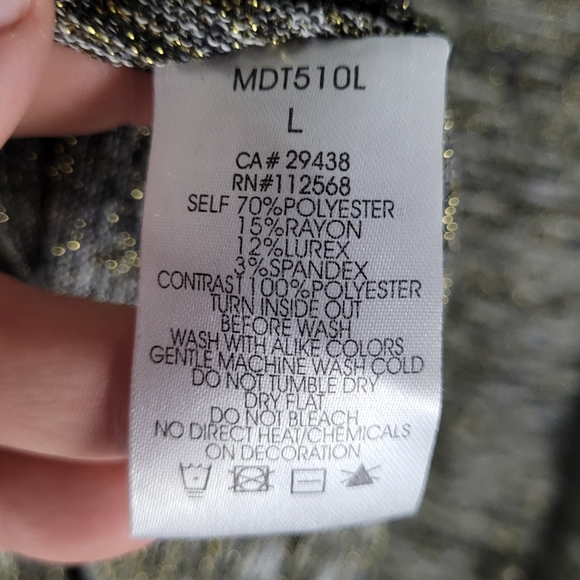 MDT510L
L
CA# 29438
RN#112568
SELF 70%POLYESTER
15%RAYON
12%LUREX
3%SPANDEX
CONTRAST 100%POLYESTER
TURN INSIDE OUT
BEFORE WASH
WASH WITH ALIKE COLORS
GENTLE MACHINE WASH COLD
DO NOT TUMBLE DRY
DRY FLAT
DO NOT BLEACH
NO DIRECT HEAT/CHEMICALS
ON DECORATION